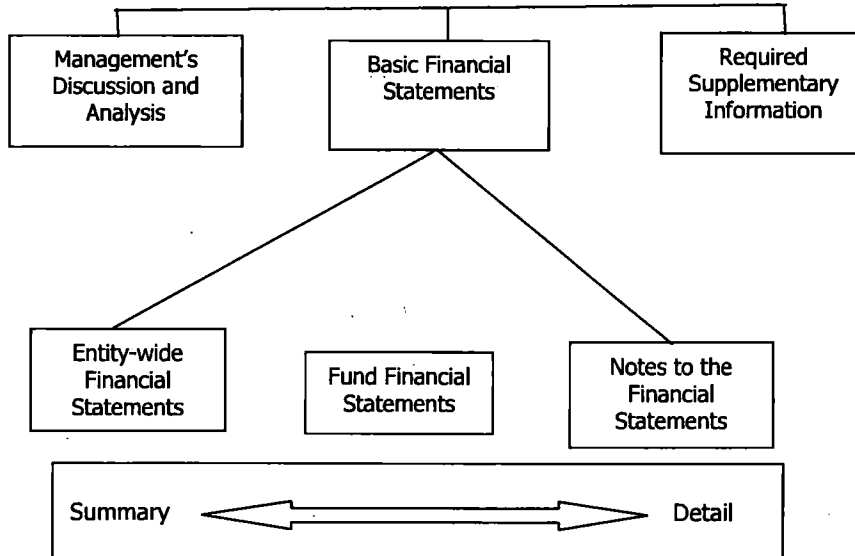 Management's
Discussion and
Analysis
Basic Financial
Statements
Required
Supplementary
Information
Entity-wide
Financial
Statements
Fund Financial
Statements
Notes to the
Financial
Statements
Summary
Detail